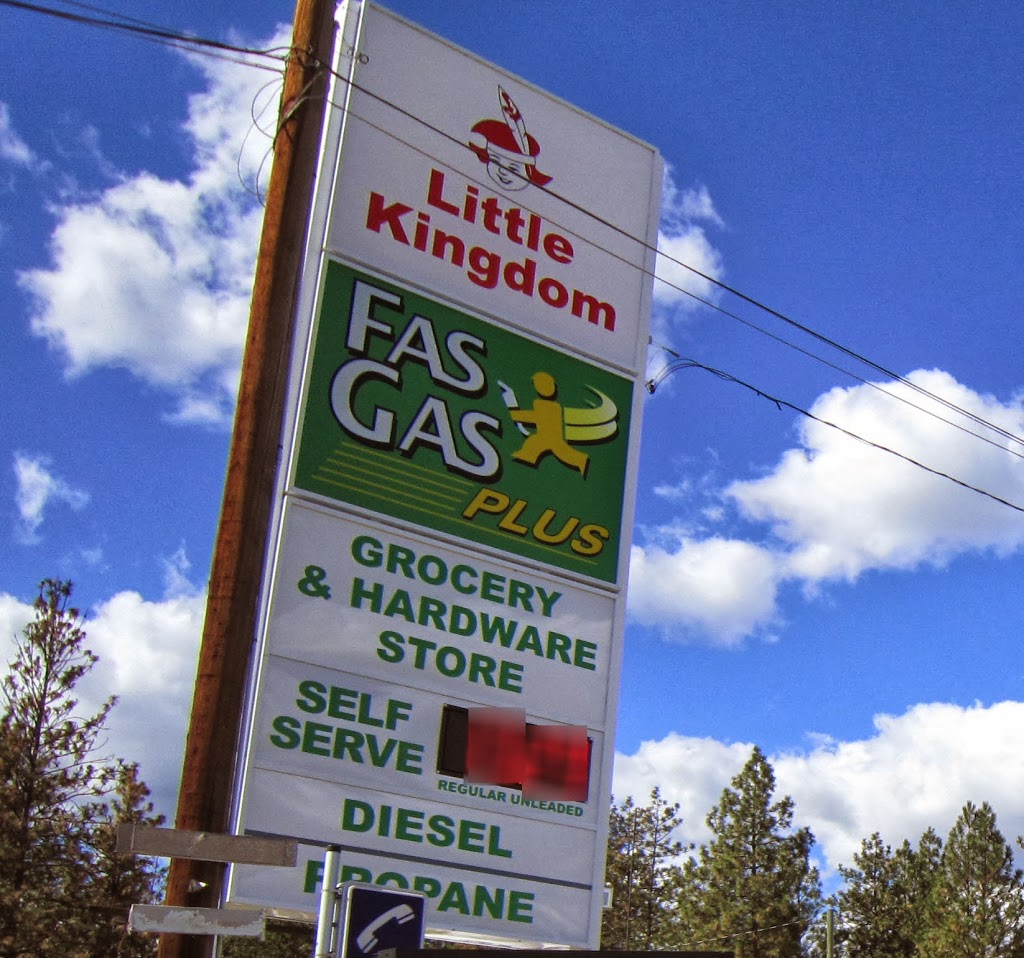 Little
Kingdom
FAS
GAS
PLUS
GROCERY
& HARDWARE
STORE
SELF
SERVE
REGULAR UNLEADED
DIESEL
PROPANE